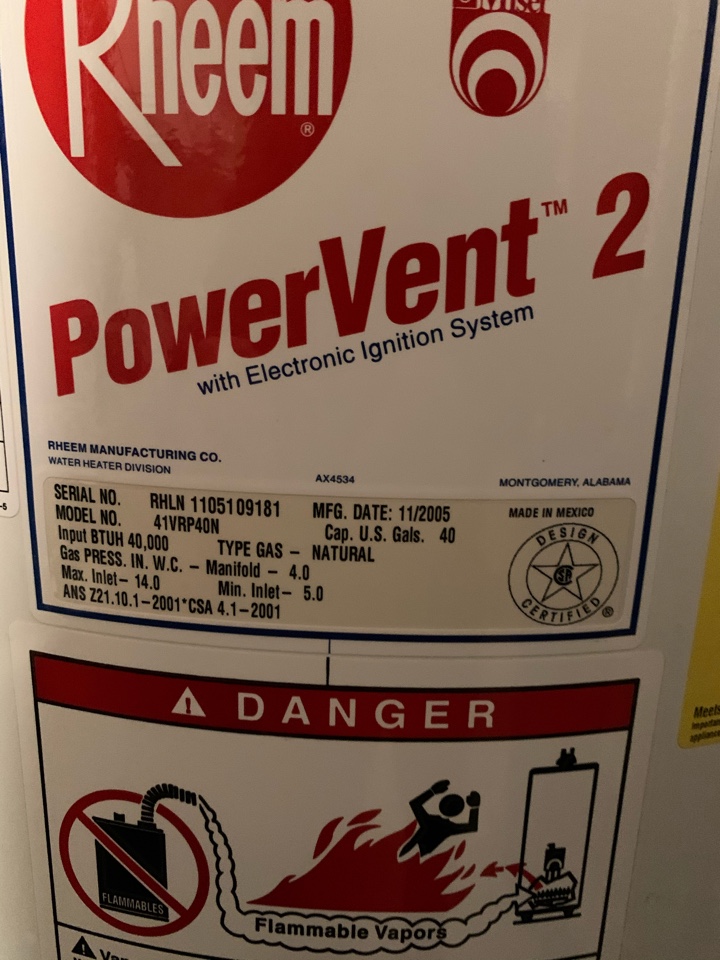 Rheem
®
PowerVent™ 2
with Electronic Ignition System
RHEEM MANUFACTURING CO.
WATER HEATER DIVISION
AX4534
MONTGOMERY, ALABAMA
SERIAL NO. RHLN 1105109181 MFG. DATE: 11/2005
MODEL NO. 41VRP40N Cap. U.S. Gals. 40
Input BTUH 40,000 TYPE GAS – NATURAL
Gas PRESS. IN. W.C. – Manifold – 4.0
Max. Inlet – 14.0 Min. Inlet – 5.0
ANS Z21.10.1–2001*CSA 4.1–2001
MADE IN MEXICO
DESIGN
CERTIFIED
®
DANGER
FLAMMABLES
Flammable Vapors
Meets